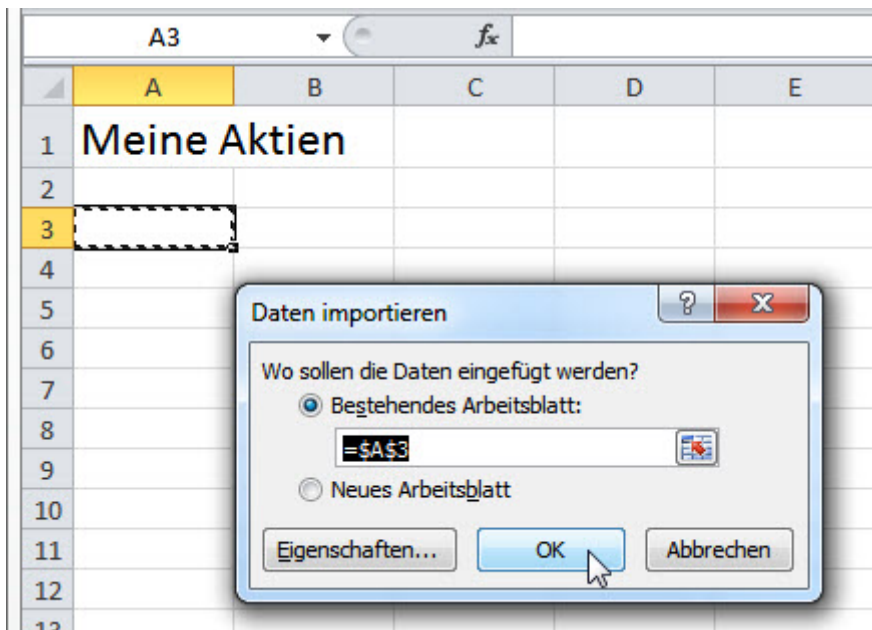 A3 fx
A B C D E
1 Meine Aktien
2
3
4
5
6
7
8
9
10
11
12
13
Daten importieren ? X
Wo sollen die Daten eingefügt werden?
Bestehendes Arbeitsblatt:
=$A$3
Neues Arbeitsblatt
Eigenschaften... OK Abbrechen